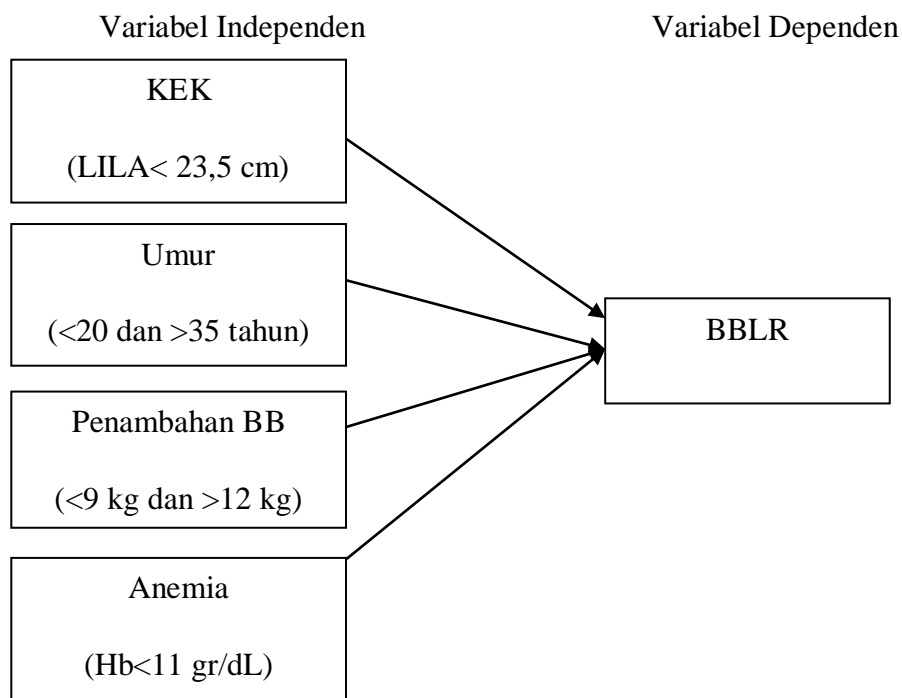 Variabel Independen
Variabel Dependen
KEK
(LILA< 23,5 cm)
Umur
(<20 dan >35 tahun)
BBLR
Penambahan BB
(<9 kg dan >12 kg)
Anemia
(Hb<11 gr/dL)